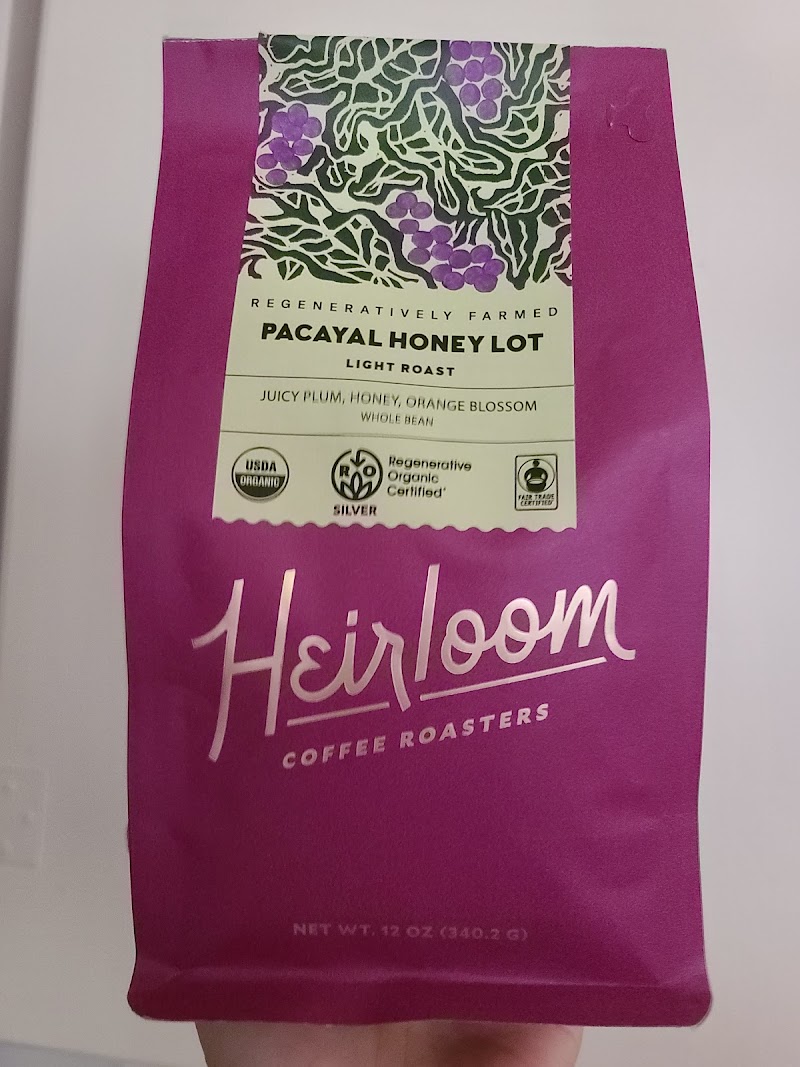 REGENERATIVELY FARMED
PACAYAL HONEY LOT
LIGHT ROAST
JUICY PLUM, HONEY, ORANGE BLOSSOM
WHOLE BEAN
USDA
ORGANIC
RO
Regenerative
Organic
Certified
SILVER
FAIR TRADE
CERTIFIED
Heirloom
COFFEE ROASTERS
NET WT. 12 OZ (340.2 G)